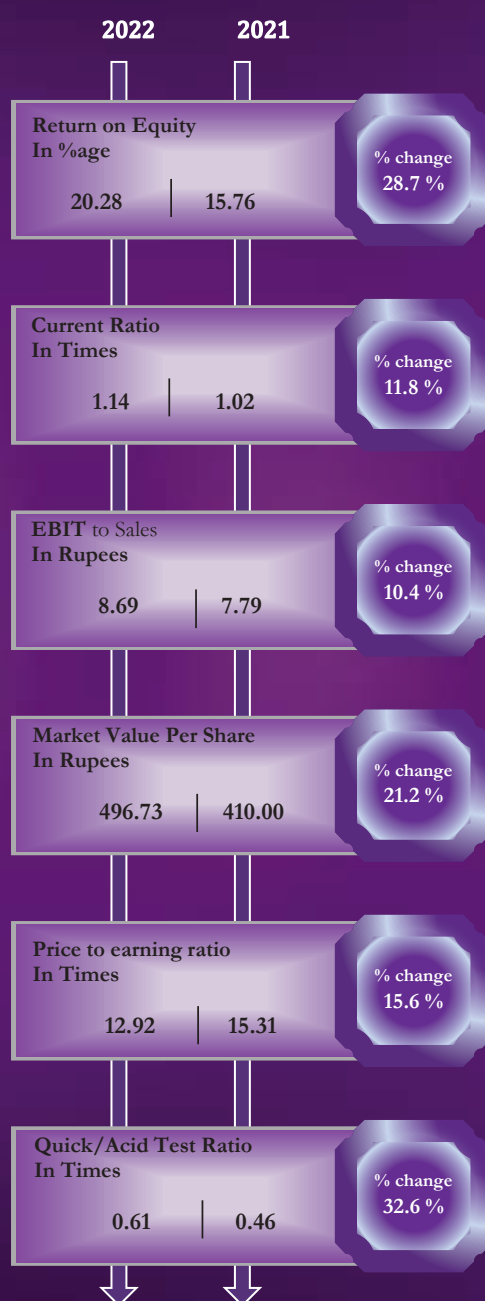 2022 2021
Return on Equity
In %age
20.28 15.76
% change
28.7 %
Current Ratio
In Times
1.14 1.02
% change
11.8 %
EBIT to Sales
In Rupees
8.69 7.79
% change
10.4 %
Market Value Per Share
In Rupees
496.73 410.00
% change
21.2 %
Price to earning ratio
In Times
12.92 15.31
% change
15.6 %
Quick/Acid Test Ratio
In Times
0.61 0.46
% change
32.6 %